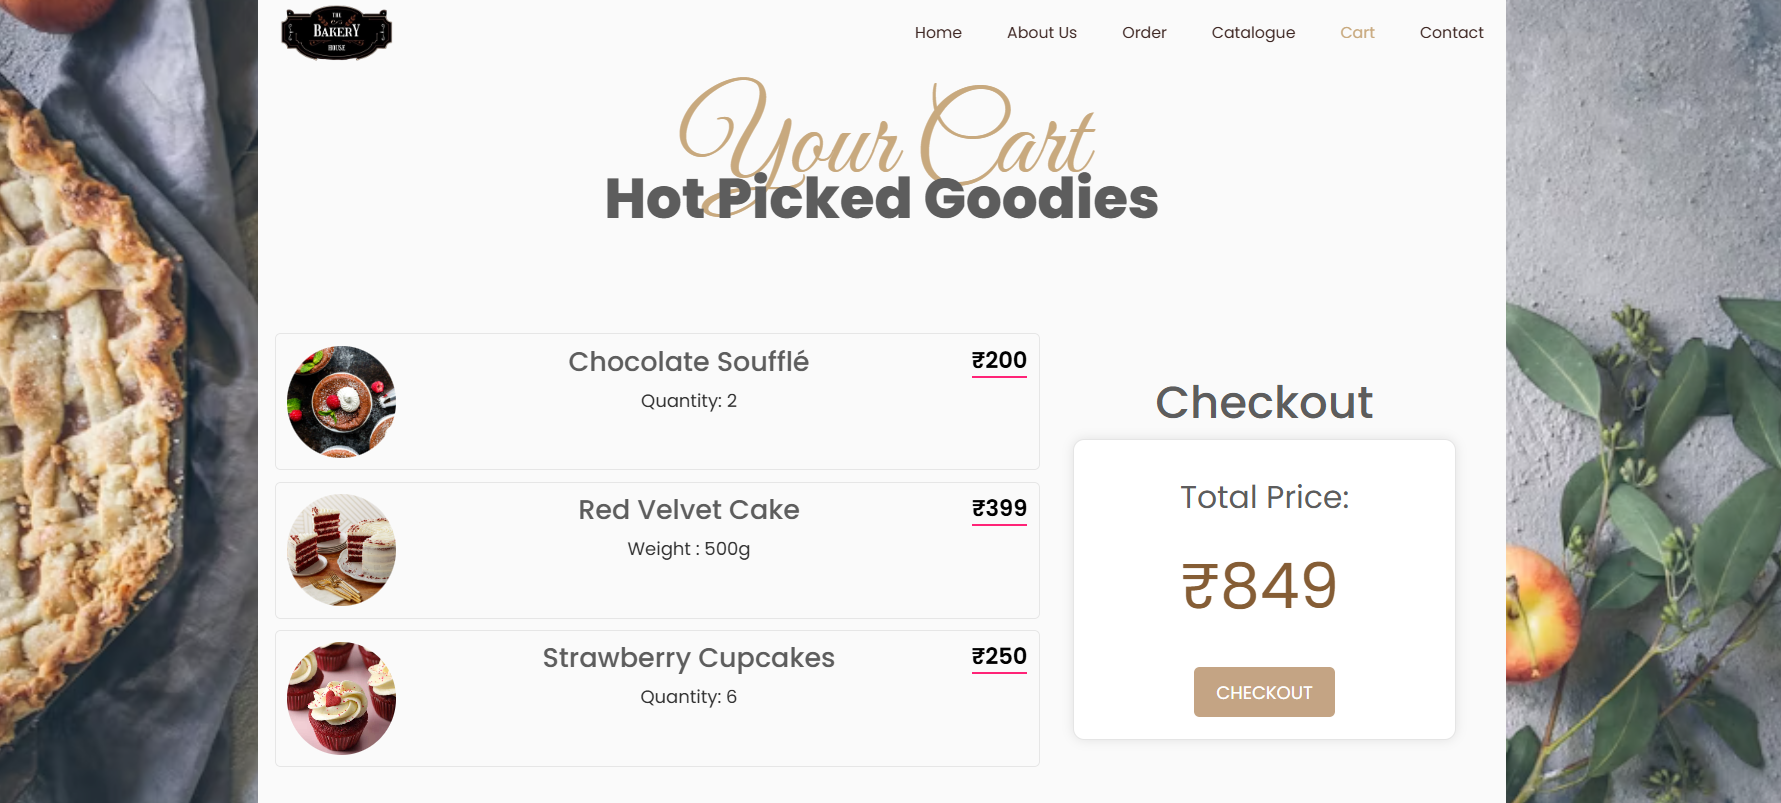 THE
BAKERY
HOUSE
Home About Us Order Catalogue Cart Contact
Your Cart
Hot Picked Goodies
Chocolate Soufflé ₹200
Quantity: 2
Red Velvet Cake ₹399
Weight : 500g
Strawberry Cupcakes ₹250
Quantity: 6
Checkout
Total Price:
₹849
CHECKOUT